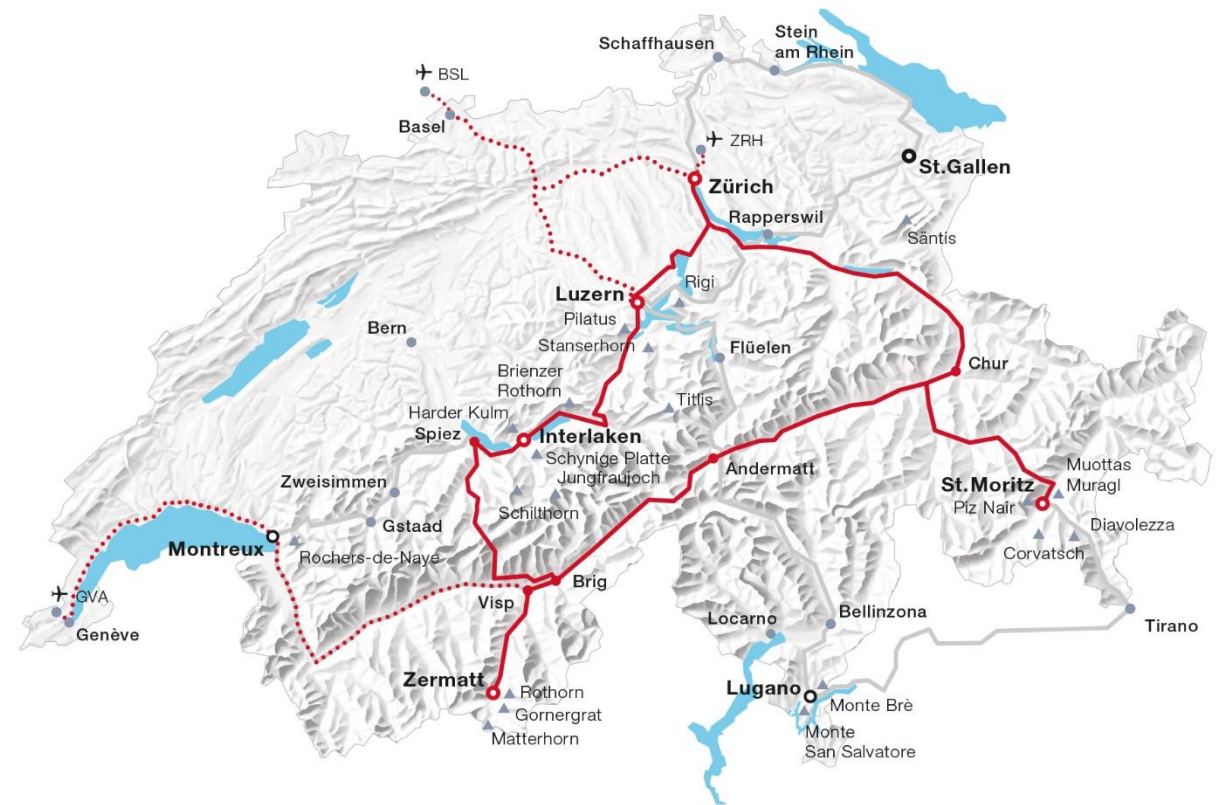 Stein
am Rhein
Schaffhausen
BSL
Basel
ZRH
St.Gallen
Zürich
Rapperswil
Säntis
Rigi
Luzern
Pilatus
Bern
Stanserhorn
Flüelen
Chur
Brienzer
Rothorn
Titlis
Harder Kulm
Spiez
Interlaken
Schynige Platte
Jungfraujoch
Andermatt
Muottas
Muragl
Zweisimmen
St.Moritz
Piz Nair
Schilthorn
Gstaad
Diavolezza
Montreux
Rochers-de-Naye
Corvatsch
Brig
Visp
GVA
Genève
Bellinzona
Locarno
Tirano
Zermatt
Rothorn
Lugano
Monte Brè
Gornergrat
Matterhorn
Monte
San Salvatore